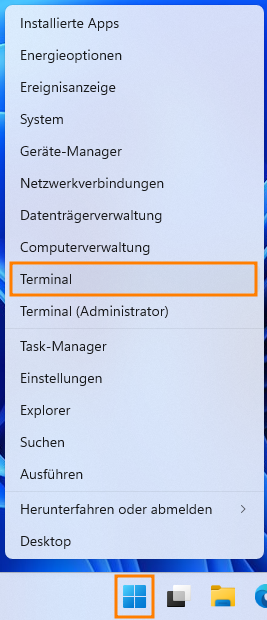 Installierte Apps
Energieoptionen
Ereignisanzeige
System
Geräte-Manager
Netzwerkverbindungen
Datenträgerverwaltung
Computerverwaltung
Terminal
Terminal (Administrator)
Task-Manager
Einstellungen
Explorer
Suchen
Ausführen
Herunterfahren oder abmelden
Desktop